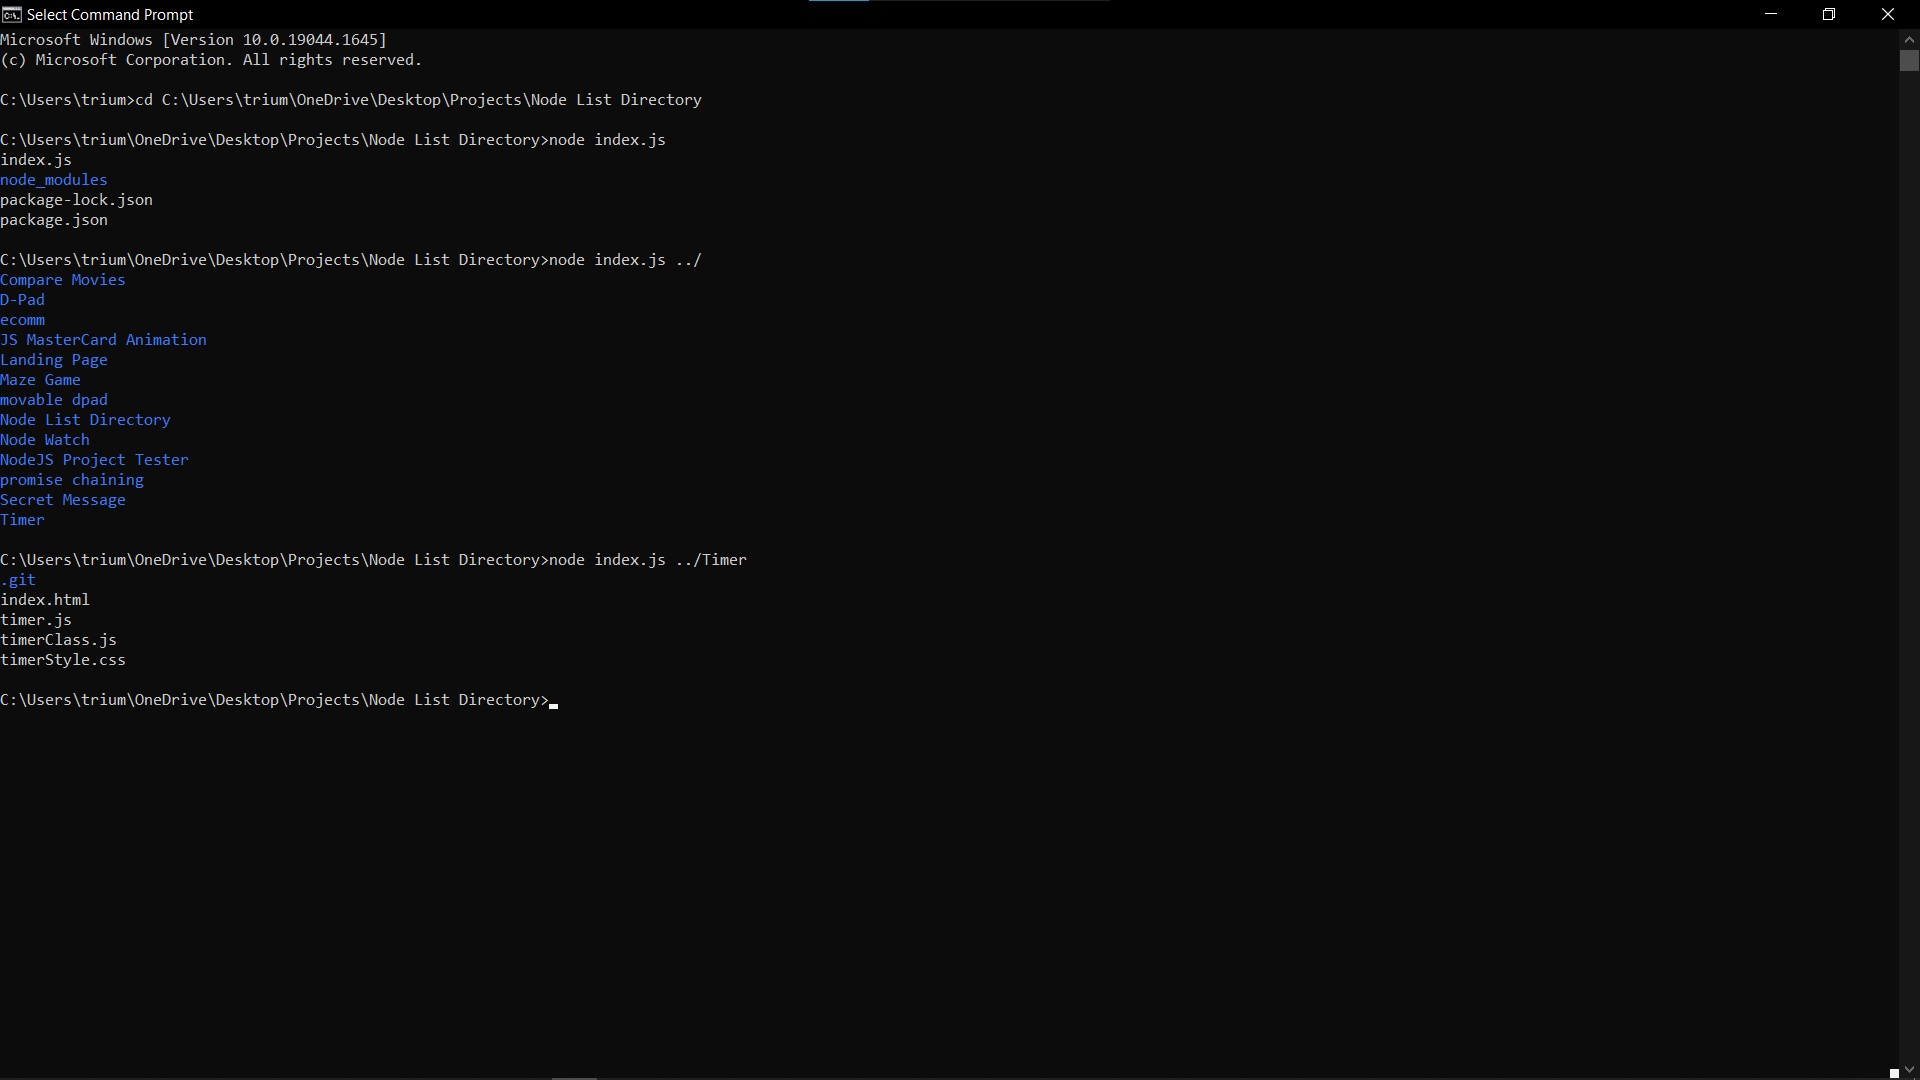 Select Command Prompt
Microsoft Windows [Version 10.0.19044.1645]
(c) Microsoft Corporation. All rights reserved.
C:\Users\trium>cd C:\Users\trium\OneDrive\Desktop\Projects\Node List Directory
C:\Users\trium\OneDrive\Desktop\Projects\Node List Directory>node index.js
index.js
node_modules
package-lock.json
package.json
C:\Users\trium\OneDrive\Desktop\Projects\Node List Directory>node index.js ../
Compare Movies
D-Pad
ecomm
JS MasterCard Animation
Landing Page
Maze Game
movable dpad
Node List Directory
Node Watch
NodeJS Project Tester
promise chaining
Secret Message
Timer
C:\Users\trium\OneDrive\Desktop\Projects\Node List Directory>node index.js ../Timer
.git
index.html
timer.js
timerClass.js
timerStyle.css
C:\Users\trium\OneDrive\Desktop\Projects\Node List Directory>